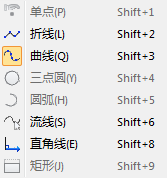 单点(P) Shift+1
折线(L) Shift+2
曲线(Q) Shift+3
三点圆(Y) Shift+4
圆弧(H) Shift+5
流线(S) Shift+6
直角线(E) Shift+8
矩形(J) Shift+9